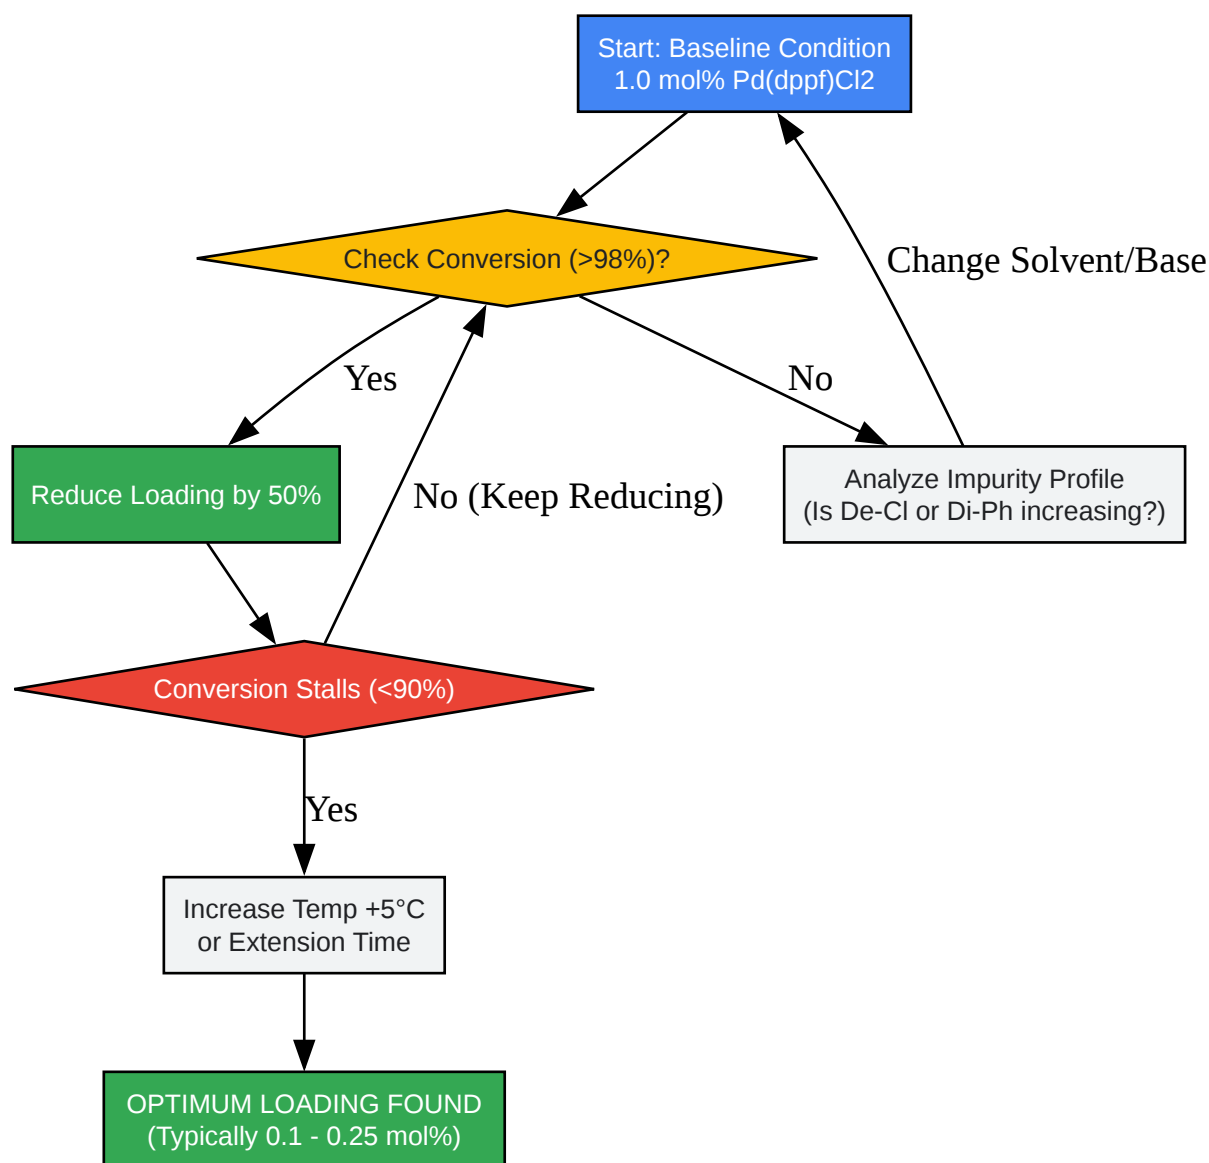 Start: Baseline Condition
1.0 mol% Pd(dppf)Cl2
Check Conversion (>98%)?
Change Solvent/Base
Yes
No
Reduce Loading by 50%
No (Keep Reducing)
Analyze Impurity Profile
(Is De-Cl or Di-Ph increasing?)
Conversion Stalls (<90%)
Yes
Increase Temp +5°C
or Extension Time
OPTIMUM LOADING FOUND
(Typically 0.1 - 0.25 mol%)